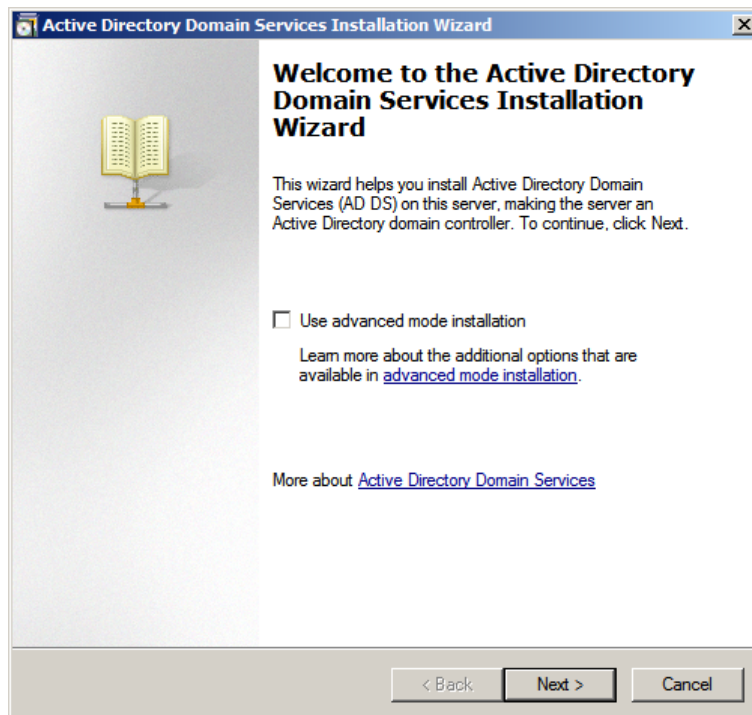 Active Directory Domain Services Installation Wizard
Welcome to the Active Directory
Domain Services Installation
Wizard
This wizard helps you install Active Directory Domain
Services (AD DS) on this server, making the server an
Active Directory domain controller. To continue, click Next.
Use advanced mode installation
Learn more about the additional options that are
available in advanced mode installation.
More about Active Directory Domain Services
< Back
Next >
Cancel